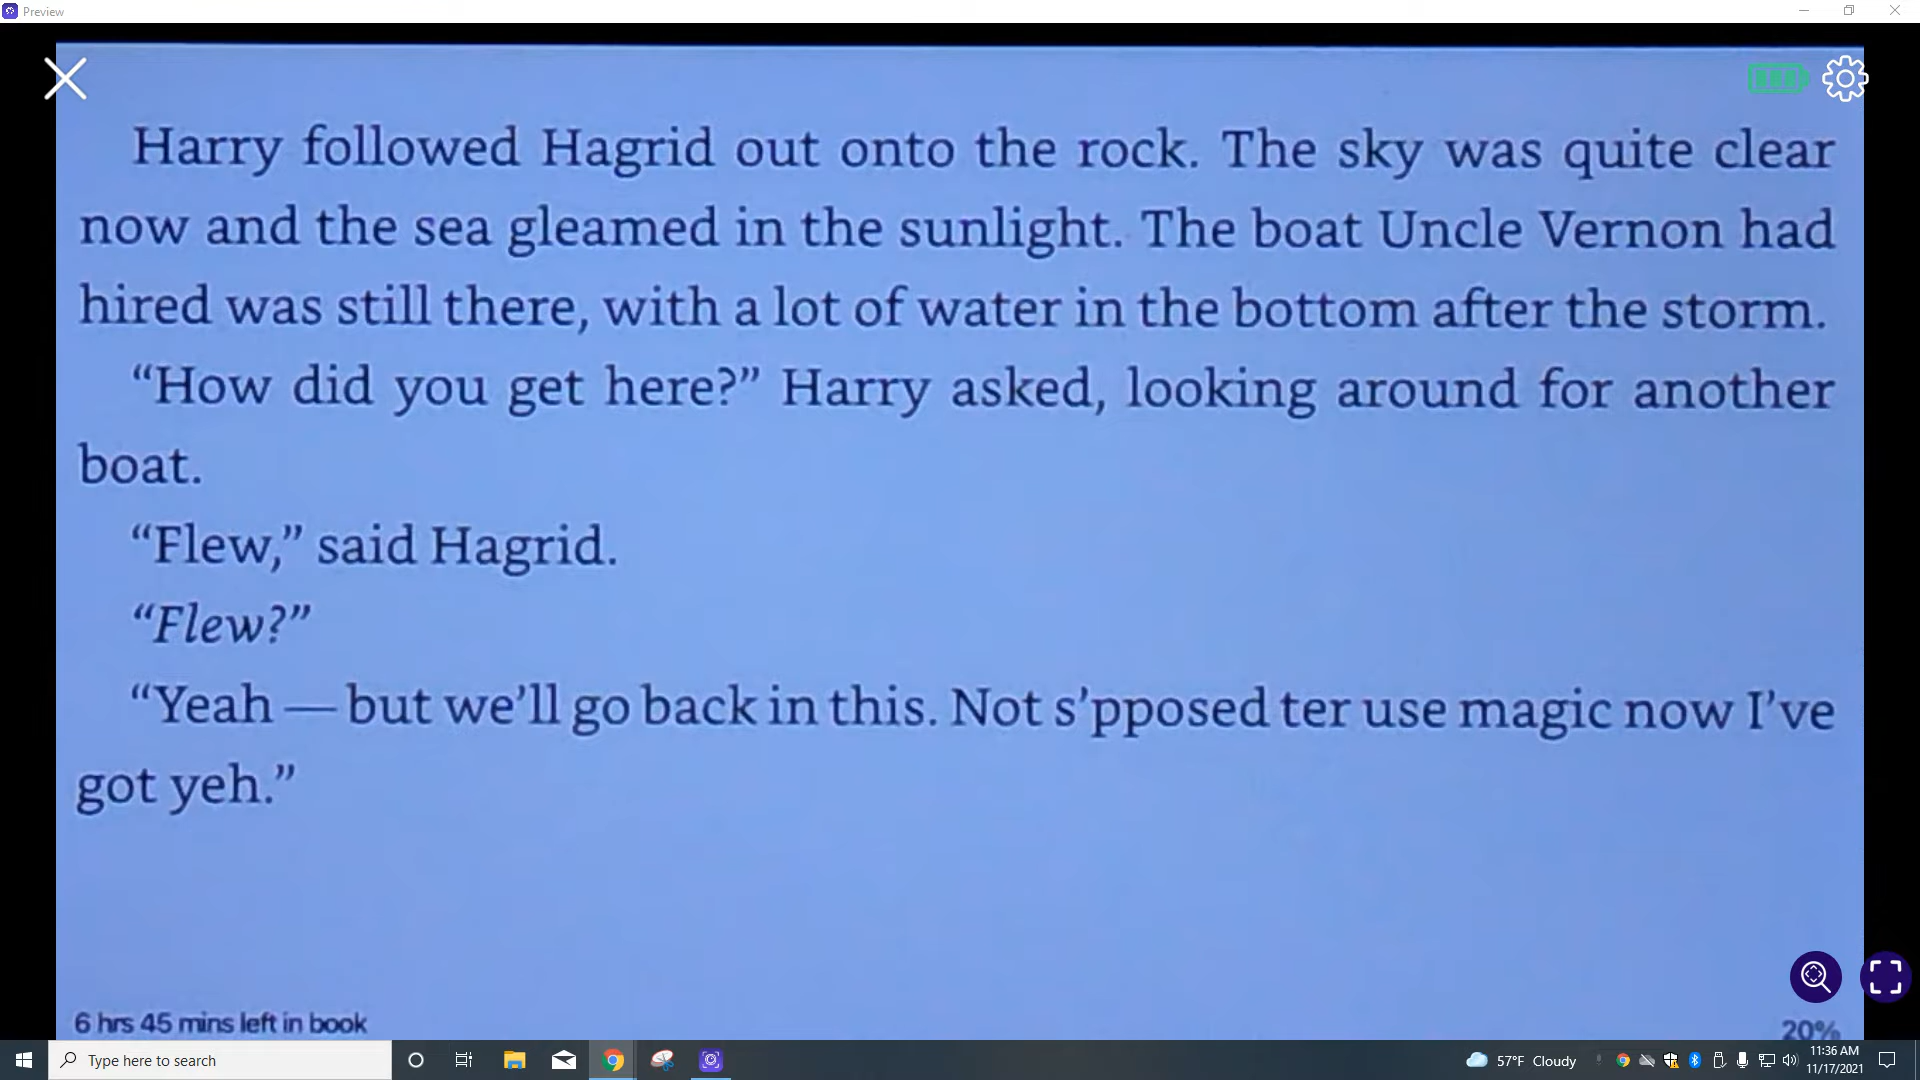 Preview
Harry followed Hagrid out onto the rock. The sky was quite clear
now and the sea gleamed in the sunlight. The boat Uncle Vernon had
hired was still there, with a lot of water in the bottom after the storm.
“How did you get here?” Harry asked, looking around for another
boat.
“Flew,” said Hagrid.
“Flew?”
“Yeah — but we’ll go back in this. Not s’pposed ter use magic now I’ve
got yeh.”
6 hrs 45 mins left in book
20%
Type here to search
57°F Cloudy
11:36 AM
11/17/2021